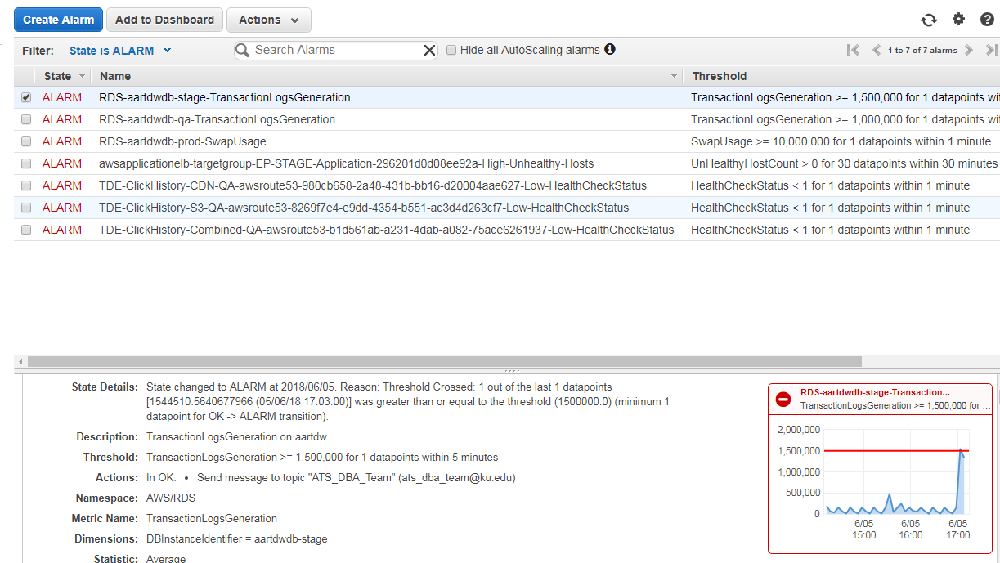 Create Alarm Add to Dashboard Actions
Filter: State is ALARM Search Alarms Hide all AutoScaling alarms 1 to 7 of 7 alarms
State Name Threshold
ALARM RDS-aartdwdb-stage-TransactionLogsGeneration TransactionLogsGeneration >= 1,500,000 for 1 datapoints wit
ALARM RDS-aartdwdb-qa-TransactionLogsGeneration TransactionLogsGeneration >= 1,000,000 for 1 datapoints wit
ALARM RDS-aartdwdb-prod-SwapUsage SwapUsage >= 10,000,000 for 1 datapoints within 1 minute
ALARM awsapplicationelb-targetgroup-EP-STAGE-Application-296201d0d08ee92a-High-Unhealthy-Hosts UnHealthyHostCount > 0 for 30 datapoints within 30 minutes
ALARM TDE-ClickHistory-CDN-QA-awsroute53-980cb658-2a48-431b-bb16-d20004aae627-Low-HealthCheckStatus HealthCheckStatus < 1 for 1 datapoints within 1 minute
ALARM TDE-ClickHistory-S3-QA-awsroute53-8269f7e4-e9dd-4354-b551-ac3d4d263cf7-Low-HealthCheckStatus HealthCheckStatus < 1 for 1 datapoints within 1 minute
ALARM TDE-ClickHistory-Combined-QA-awsroute53-b1d561ab-a231-4dab-a082-75ace6261937-Low-HealthCheckStatus HealthCheckStatus < 1 for 1 datapoints within 1 minute
State Details: State changed to ALARM at 2018/06/05. Reason: Threshold Crossed: 1 out of the last 1 datapoints
[1544510.5640677966 (05/06/18 17:03:00)] was greater than or equal to the threshold (1500000.0) (minimum 1
datapoint for OK -> ALARM transition).
Description: TransactionLogsGeneration on aartdw
Threshold: TransactionLogsGeneration >= 1,500,000 for 1 datapoints within 5 minutes
Actions: In OK: • Send message to topic "ATS_DBA_Team" (ats_dba_team@ku.edu)
Namespace: AWS/RDS
Metric Name: TransactionLogsGeneration
Dimensions: DBInstanceIdentifier = aartdwdb-stage
Statistic: Average
RDS-aartdwdb-stage-Transaction...
TransactionLogsGeneration >= 1,500,000 for ...
2,000,000
1,500,000
1,000,000
500,000
0
6/05 6/05 6/05
15:00 16:00 17:00